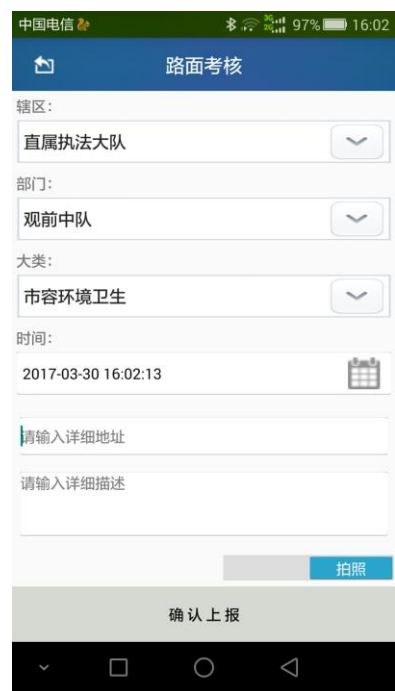 中国电信 3G 2G 97% 16:02
路面考核
辖区：
直属执法大队
部门：
观前中队
大类：
市容环境卫生
时间：
2017-03-30 16:02:13
请输入详细地址
请输入详细描述
拍照
确认上报